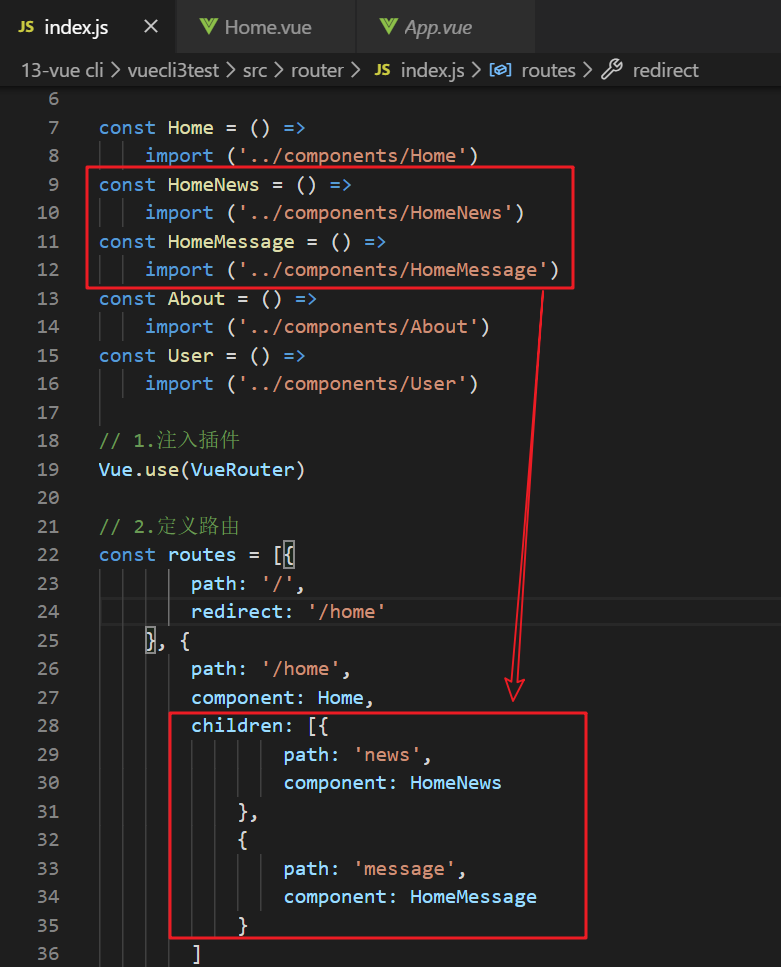 JS index.js × Home.vue App.vue
13-vue cli > vuecli3test > src > router > JS index.js > routes > redirect
6
7 const Home = () =>
8 import ('../components/Home')
9 const HomeNews = () =>
10 import ('../components/HomeNews')
11 const HomeMessage = () =>
12 import ('../components/HomeMessage')
13 const About = () =>
14 import ('../components/About')
15 const User = () =>
16 import ('../components/User')
17
18 // 1.注入插件
19 Vue.use(VueRouter)
20
21 // 2.定义路由
22 const routes = [{
23 path: '/',
24 redirect: '/home'
25 }, {
26 path: '/home',
27 component: Home,
28 children: [{
29 path: 'news',
30 component: HomeNews
31 },
32 {
33 path: 'message',
34 component: HomeMessage
35 }
36 ]